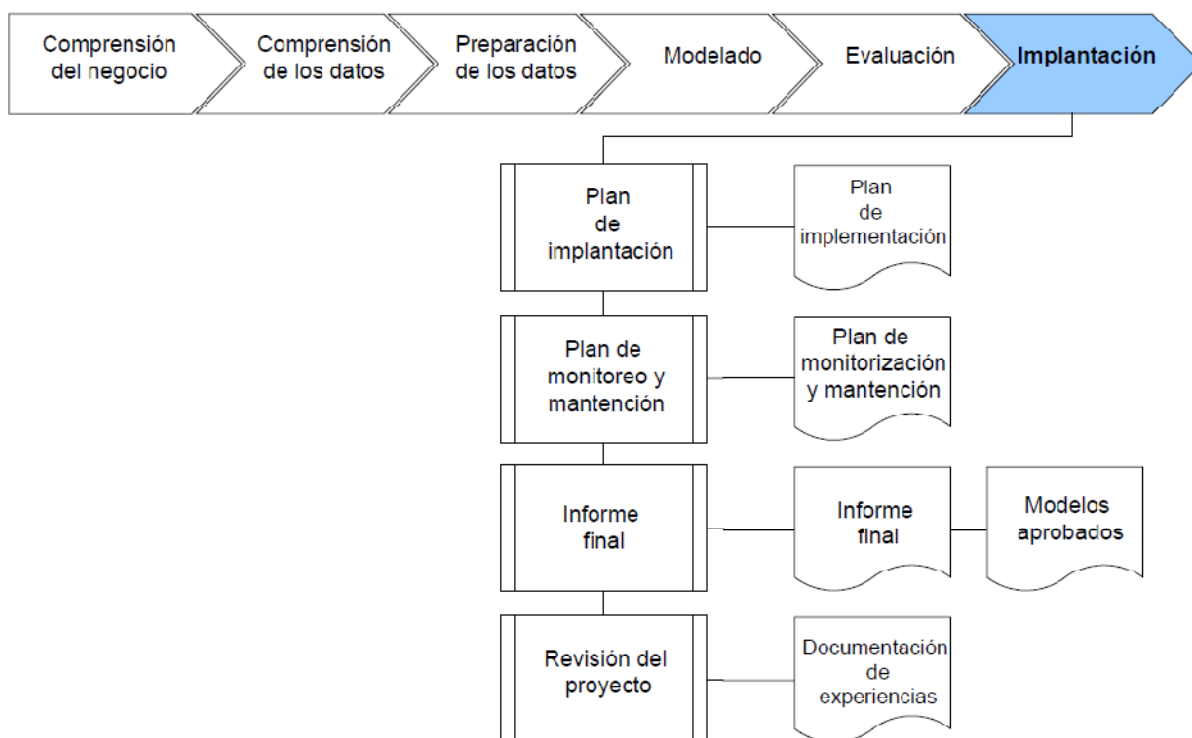 Comprensión
del negocio
Comprensión
de los datos
Preparación
de los datos
Modelado
Evaluación
Implantación
Plan
de
implantación
Plan
de
implementación
Plan de
monitoreo y
mantención
Plan de
monitorización
y mantención
Informe
final
Informe
final
Modelos
aprobados
Revisión del
proyecto
Documentación
de
experiencias